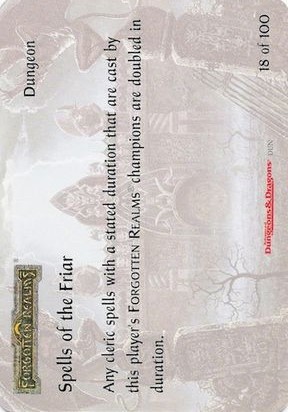 FORGOTTEN REALMS
Spells of the Friar
Dungeon
Any cleric spells with a stated duration that are cast by
this player's FORGOTTEN REALMS® champions are doubled in
duration.
Dungeons & Dragons
DUN
18 of 100